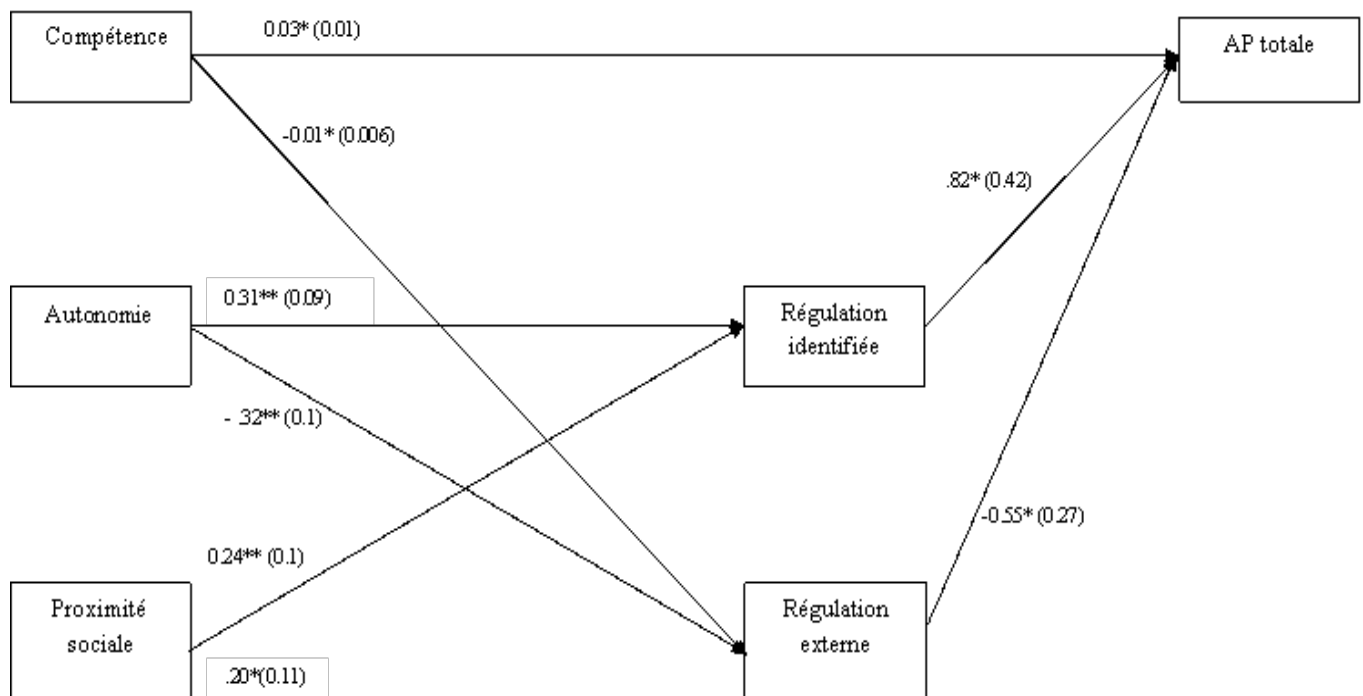 Compétence
0.03* (0.01)
AP totale
-0.01* (0.006)
.82* (0.42)
Autonomie
0.31** (0.09)
Régulation
identifiée
- .32** (0.1)
-0.55* (0.27)
0.24** (0.1)
Proximité
sociale
Régulation
externe
.20*(0.11)